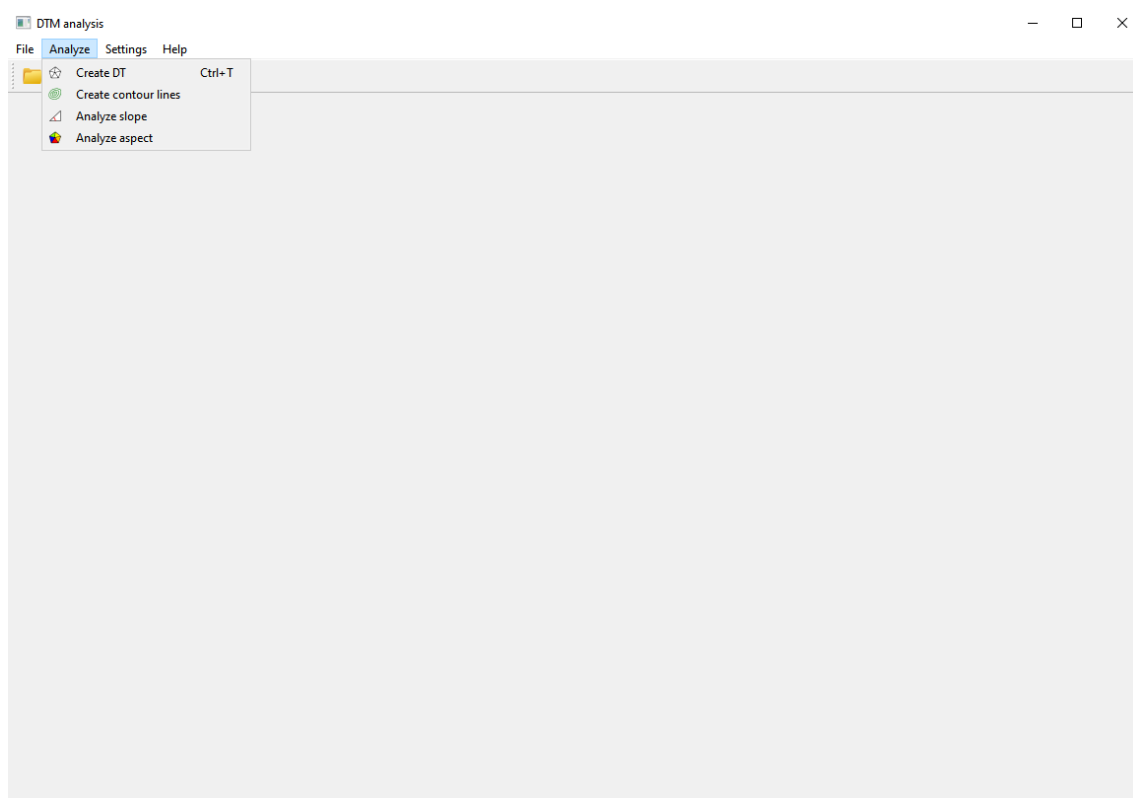 DTM analysis
File Analyze Settings Help
Create DT Ctrl+T
Create contour lines
Analyze slope
Analyze aspect